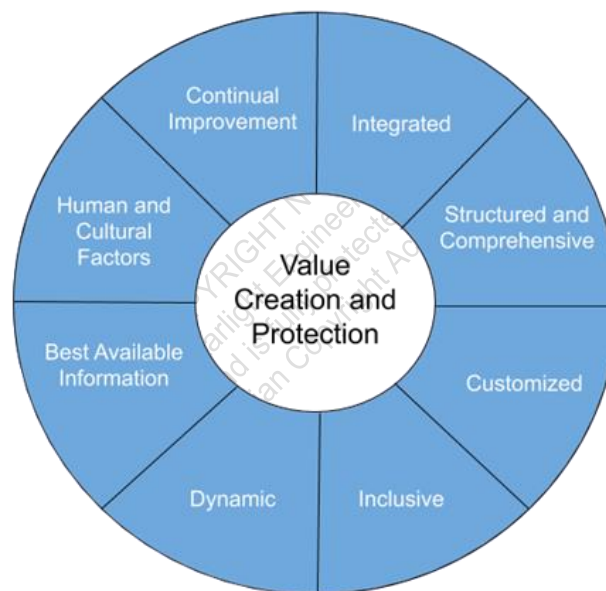 Continual
Improvement
Integrated
Structured and
Comprehensive
Customized
Inclusive
Dynamic
Best Available
Information
Human and
Cultural
Factors
Value
Creation and
Protection